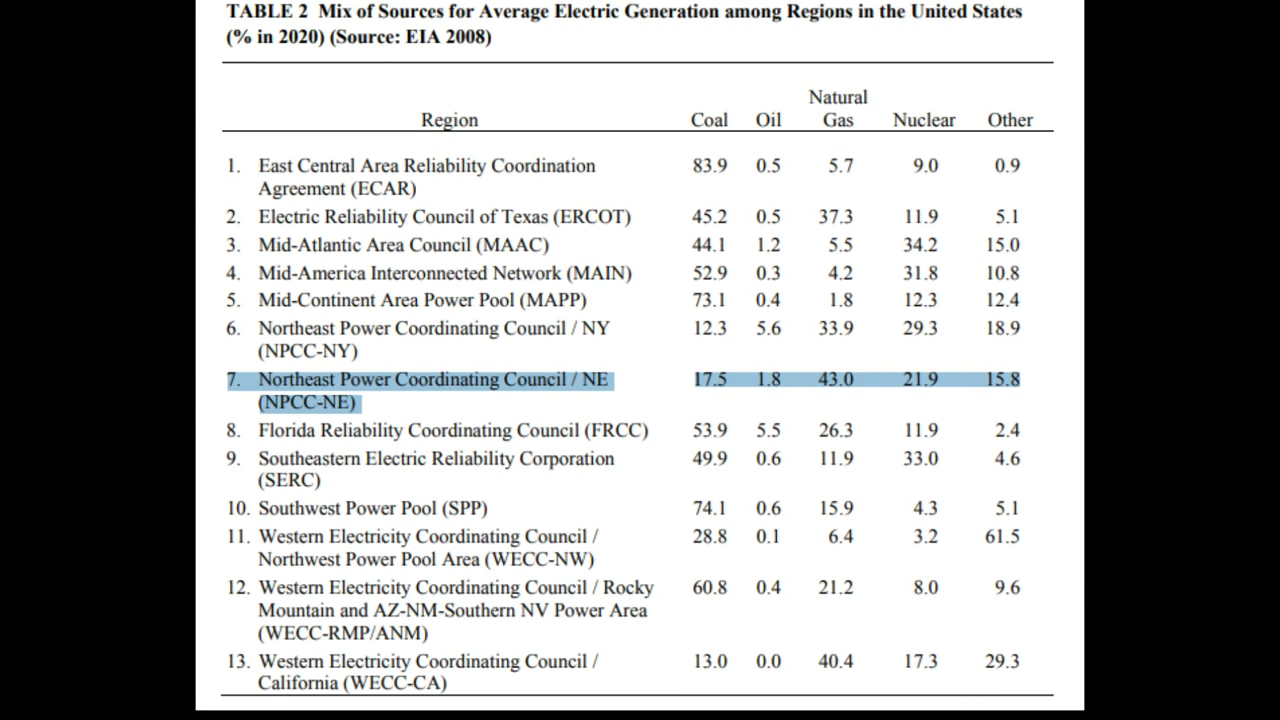 TABLE 2 Mix of Sources for Average Electric Generation among Regions in the United States
(% in 2020) (Source: EIA 2008)
Natural
Region Coal Oil Gas Nuclear Other
1. East Central Area Reliability Coordination 83.9 0.5 5.7 9.0 0.9
Agreement (ECAR)
2. Electric Reliability Council of Texas (ERCOT) 45.2 0.5 37.3 11.9 5.1
3. Mid-Atlantic Area Council (MAAC) 44.1 1.2 5.5 34.2 15.0
4. Mid-America Interconnected Network (MAIN) 52.9 0.3 4.2 31.8 10.8
5. Mid-Continent Area Power Pool (MAPP) 73.1 0.4 1.8 12.3 12.4
6. Northeast Power Coordinating Council / NY 12.3 5.6 33.9 29.3 18.9
(NPCC-NY)
7. Northeast Power Coordinating Council / NE 17.5 1.8 43.0 21.9 15.8
(NPCC-NE)
8. Florida Reliability Coordinating Council (FRCC) 53.9 5.5 26.3 11.9 2.4
9. Southeastern Electric Reliability Corporation 49.9 0.6 11.9 33.0 4.6
(SERC)
10. Southwest Power Pool (SPP) 74.1 0.6 15.9 4.3 5.1
11. Western Electricity Coordinating Council / 28.8 0.1 6.4 3.2 61.5
Northwest Power Pool Area (WECC-NW)
12. Western Electricity Coordinating Council / Rocky 60.8 0.4 21.2 8.0 9.6
Mountain and AZ-NM-Southern NV Power Area
(WECC-RMP/ANM)
13. Western Electricity Coordinating Council / 13.0 0.0 40.4 17.3 29.3
California (WECC-CA)